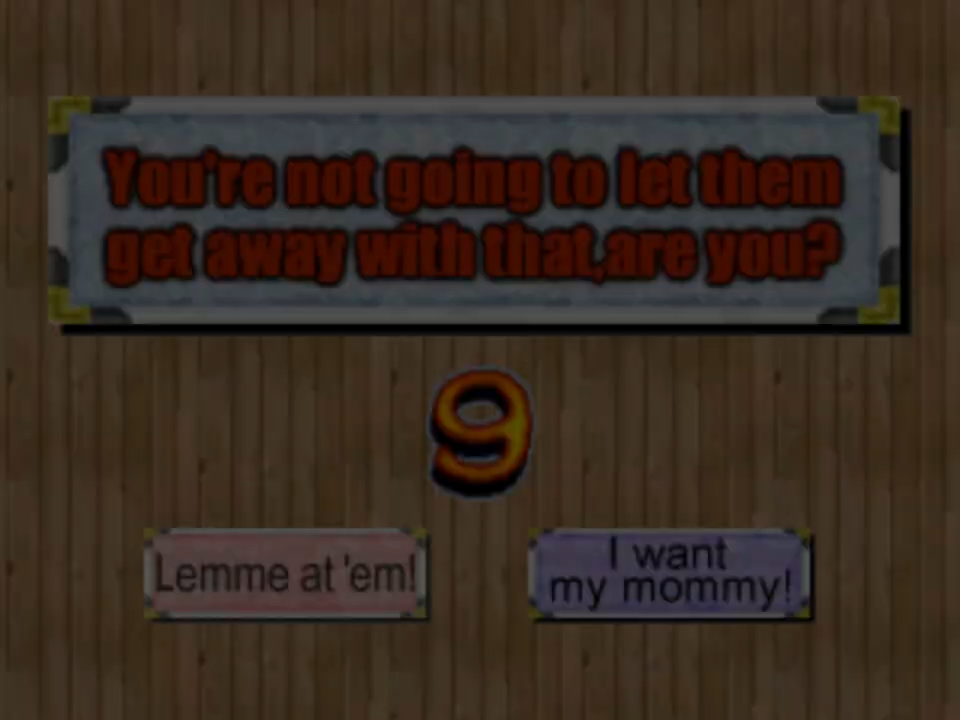 You're not going to let them
get away with that,are you?
9
Lemme at 'em!
I want
my mommy!